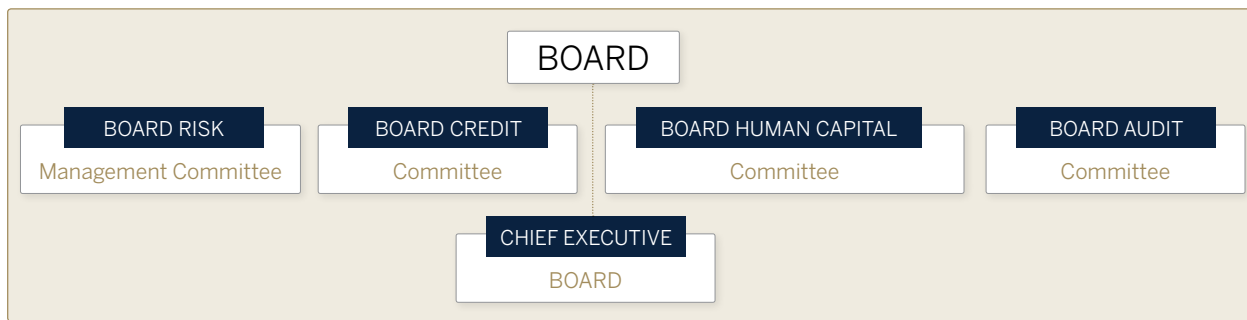 BOARD
BOARD RISK
Management Committee
BOARD CREDIT
Committee
BOARD HUMAN CAPITAL
Committee
BOARD AUDIT
Committee
CHIEF EXECUTIVE
BOARD